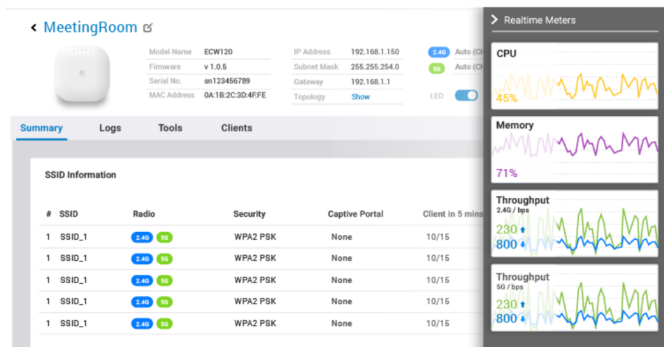 MeetingRoom
Model Name ECW120
Firmware v 1.0.5
Serial No. sn123456789
MAC Address 0A:1B:2C:3D:4F:FE
IP Address 192.168.1.150
Subnet Mask 255.255.254.0
Gateway 192.168.1.1
Topology Show
2.4G Auto (CH
5G Auto (CH
LED
Summary Logs Tools Clients
SSID Information
# SSID Radio Security Captive Portal Client in 5 mins
1 SSID_1 2.4G 5G WPA2 PSK None 10/15
1 SSID_1 2.4G 5G WPA2 PSK None 10/15
1 SSID_1 2.4G 5G WPA2 PSK None 10/15
1 SSID_1 2.4G 5G WPA2 PSK None 10/15
1 SSID_1 2.4G 5G WPA2 PSK None 10/15
Realtime Meters
CPU
45%
Memory
71%
Throughput
2.4G / bps
230
800
Throughput
5G / bps
230
800